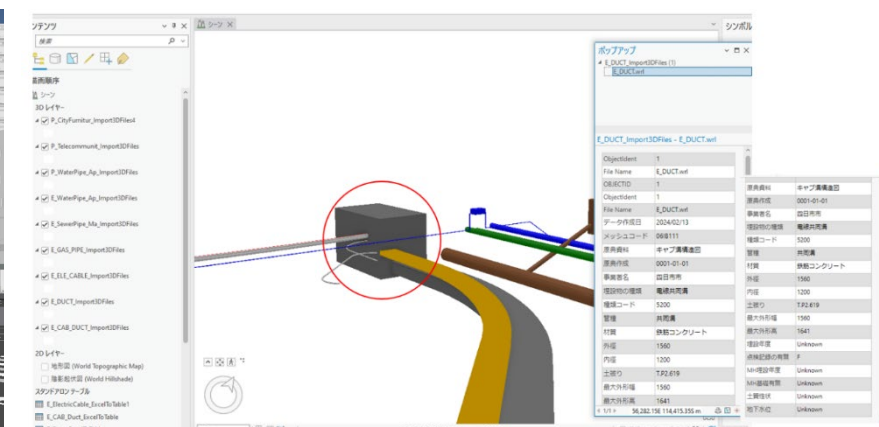 ンテンツ
検索
画順序
シーン
3D レイヤー
P_CityFurnitur_Import3DFiles4
P_Telecommunit_Import3DFiles
P_WaterPipe_Ap_Import3DFiles
E_WaterPipe_Ap_Import3DFiles
E_SewerPipe_Ma_Import3DFiles
E_GAS_PIPE_Import3DFiles
E_ELE_CABLE_Import3DFiles
E_DUCT_Import3DFiles
E_CAB_DUCT_Import3DFiles
2D レイヤー
地形図 (World Topographic Map)
陰影起伏図 (World Hillshade)
スタンドアロン テーブル
E_ElectricCable_ExcelToTable1
E_CAB_Duct_ExcelToTable
シーン
シンボル
ポップアップ
E_DUCT_Import3DFiles (1)
E_DUCT.wrl
E_DUCT_Import3DFiles - E_DUCT.wrl
ObjectIdent 1
File Name E_DUCT.wrl
OBJECTID 1
ObjectIdent 1
File Name E_DUCT.wrl
データ作成日 2024/02/13
メッシュコード
原典資料 キャブ溝構造図
原典作成 0001-01-01
事業者名 四日市市
埋設物の種類 電線共同溝
種類コード 5200
管種 共同溝
材質 鉄筋コンクリート
外径 1560
内径 1200
土被り T.P.2.619
最大外形幅 1560
最大外形高 1641
1/1
56,282.15E 114,415.35S m
原典資料 キャブ溝構造図
原典作成 0001-01-01
事業者名 四日市市
埋設物の種類 電線共同溝
種類コード 5200
管種 共同溝
材質 鉄筋コンクリート
外径 1560
内径 1200
土被り T.P.2.619
最大外形幅 1560
最大外形高 1641
埋設年度 Unknown
点検記録の有無 F
MH埋設年度 Unknown
MH基礎有無 Unknown
土質性状 Unknown
地下水位 Unknown